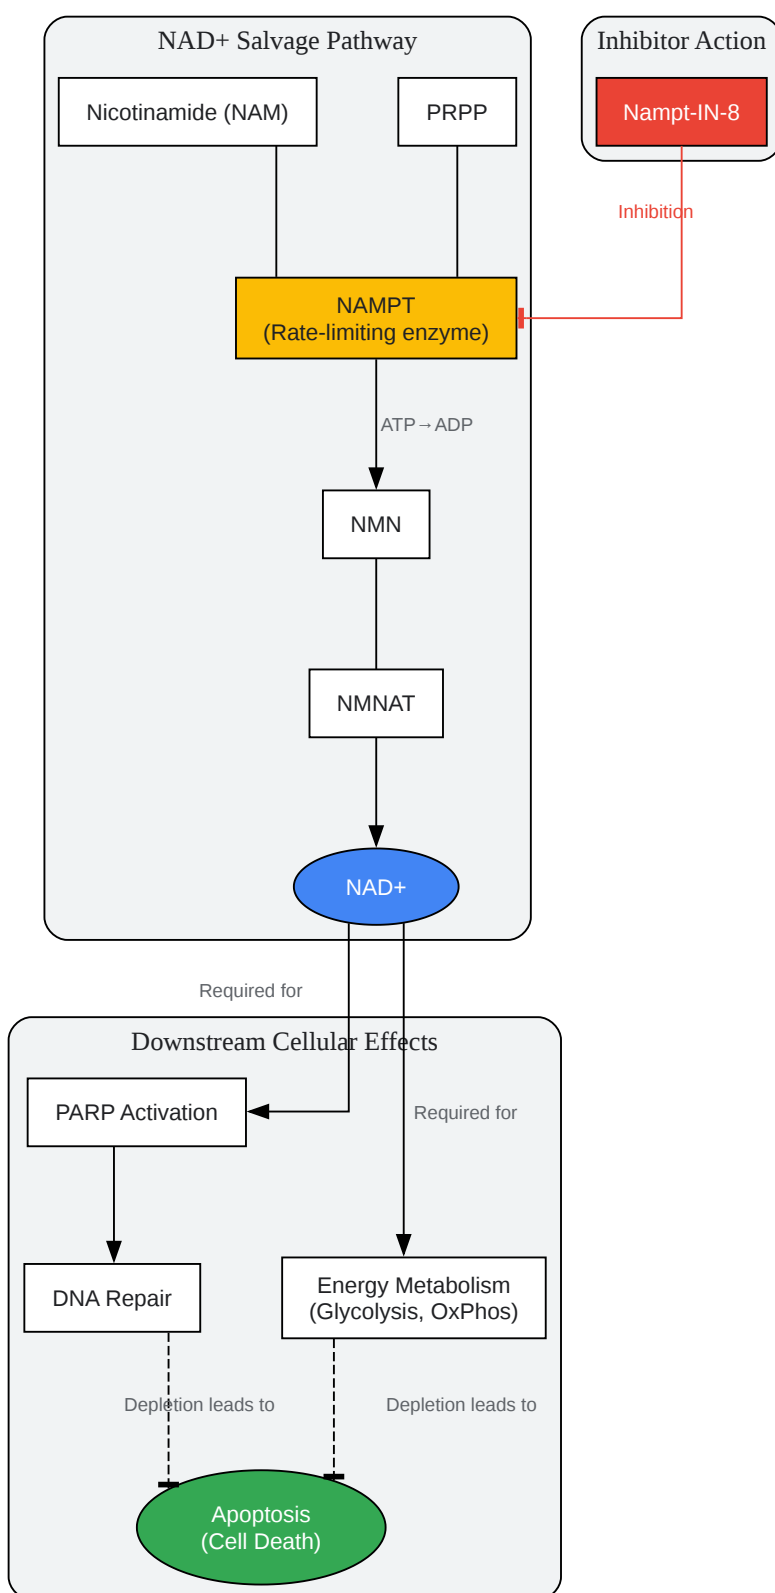 NAD+ Salvage Pathway
Inhibitor Action
Nicotinamide (NAM)
PRPP
Nampt-IN-8
Inhibition
NAMPT
(Rate-limiting enzyme)
ATP→ADP
NMN
NMNAT
NAD+
Required for
Downstream Cellular Effects
PARP Activation
Required for
DNA Repair
Energy Metabolism
(Glycolysis, OxPhos)
Depletion leads to
Depletion leads to
Apoptosis
(Cell Death)